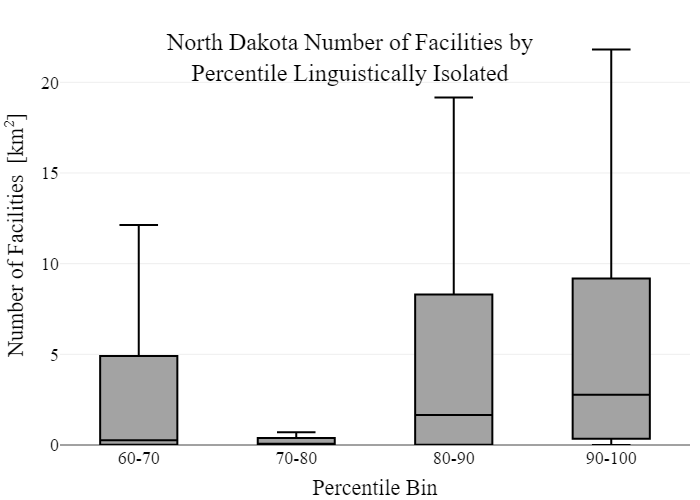 North Dakota Number of Facilities by
Percentile Linguistically Isolated
Number of Facilities [km²]
20
15
10
5
0
60-70
70-80
80-90
90-100
Percentile Bin